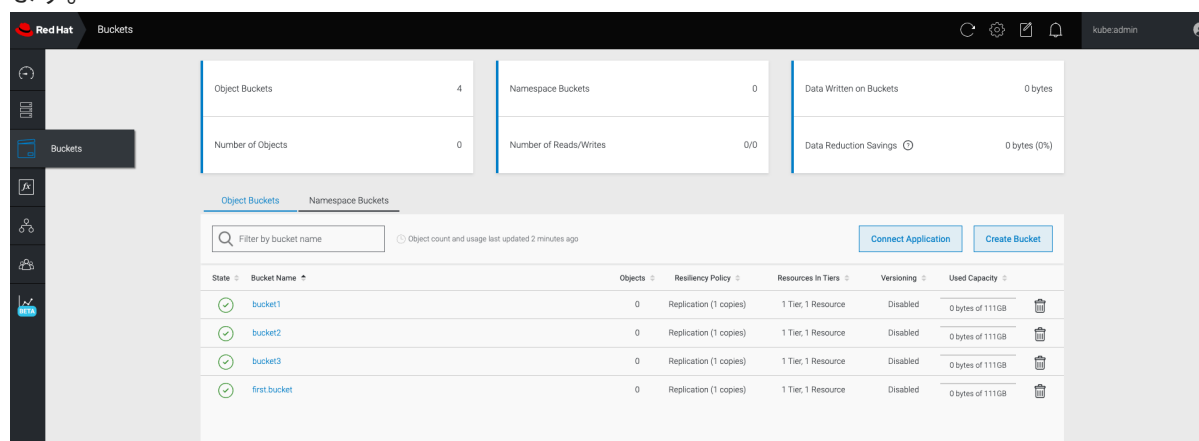 ます。
Red Hat Buckets kube:admin
Object Buckets 4 Namespace Buckets 0 Data Written on Buckets 0 bytes
Buckets
Number of Objects 0 Number of Reads/Writes 0/0 Data Reduction Savings ? 0 bytes (0%)
fx
Object Buckets Namespace Buckets
Filter by bucket name Object count and usage last updated 2 minutes ago Connect Application Create Bucket
State Bucket Name Objects Resiliency Policy Resources In Tiers Versioning Used Capacity
bucket1 0 Replication (1 copies) 1 Tier, 1 Resource Disabled 0 bytes of 111GB
BETA
bucket2 0 Replication (1 copies) 1 Tier, 1 Resource Disabled 0 bytes of 111GB
bucket3 0 Replication (1 copies) 1 Tier, 1 Resource Disabled 0 bytes of 111GB
first.bucket 0 Replication (1 copies) 1 Tier, 1 Resource Disabled 0 bytes of 111GB